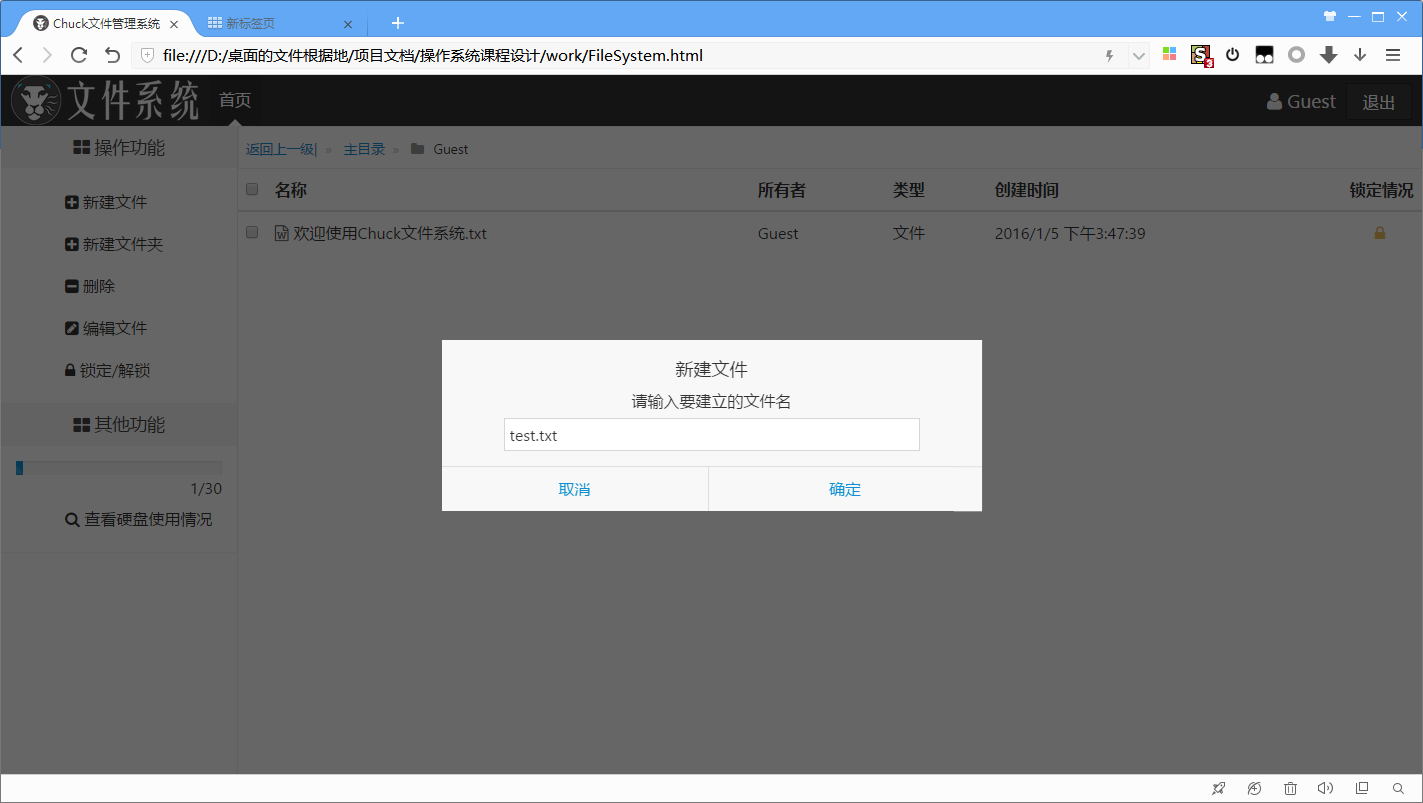 Chuck文件管理系统 新标签页
file:///D:/桌面的文件根据地/项目文档/操作系统课程设计/work/FileSystem.html
S 3
文件系统 首页 Guest 退出
操作功能
返回上一级| » 主目录 » Guest
名称 所有者 类型 创建时间 锁定情况
新建文件
W 欢迎使用Chuck文件系统.txt Guest 文件 2016/1/5 下午3:47:39
新建文件夹
删除
编辑文件
锁定/解锁
其他功能
1/30
查看硬盘使用情况
新建文件
请输入要建立的文件名
test.txt
取消 确定